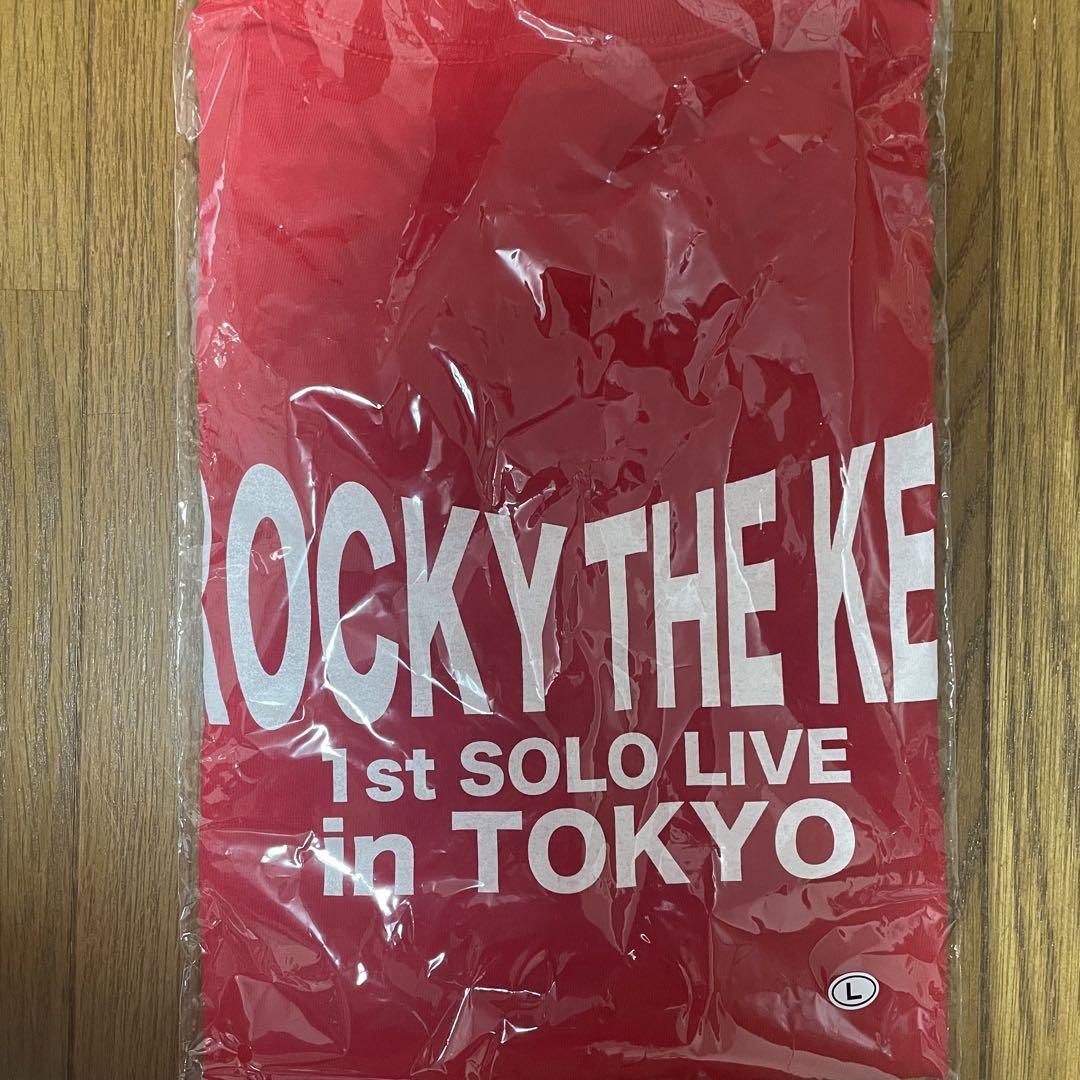 ROCKY THE KE
1st SOLO LIVE
in TOKYO
L